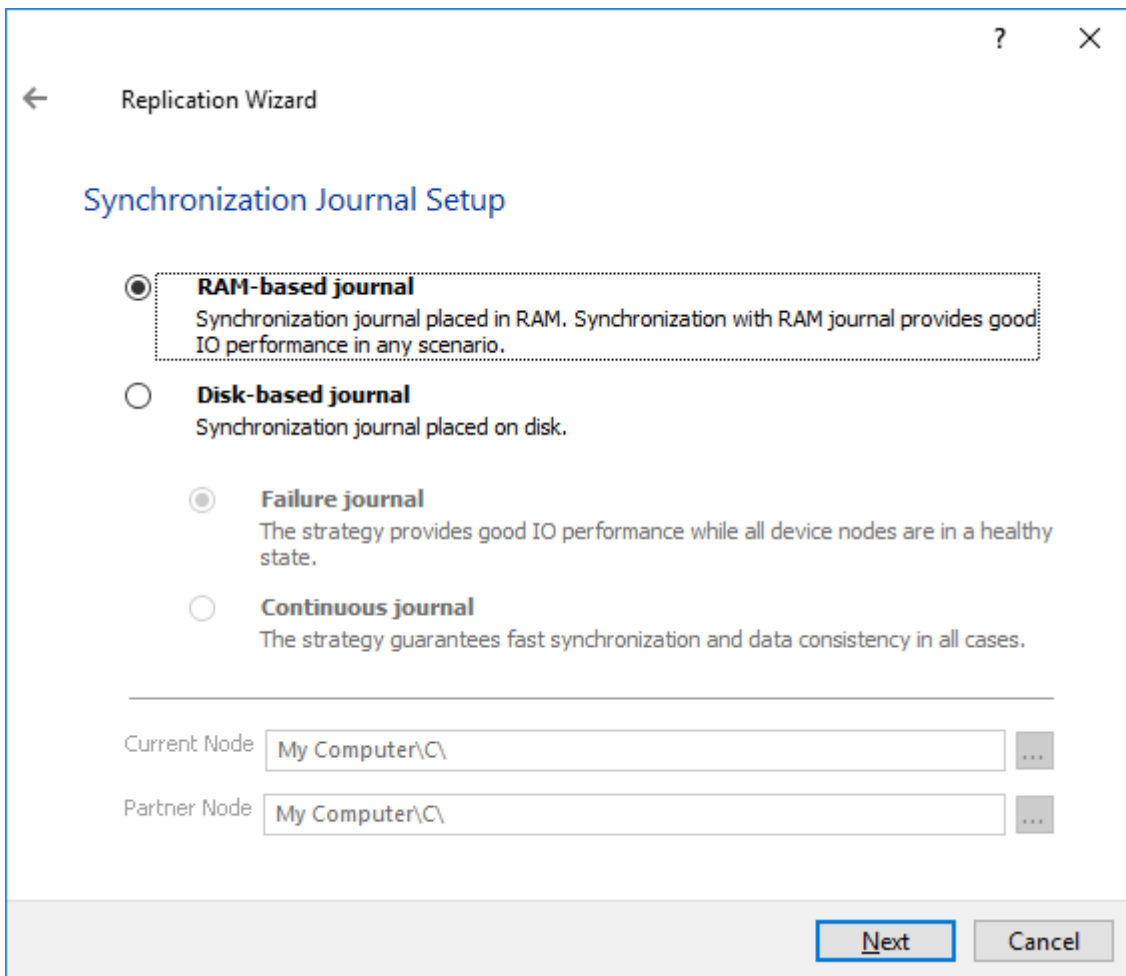 ?
Replication Wizard
Synchronization Journal Setup
RAM-based journal
Synchronization journal placed in RAM. Synchronization with RAM journal provides good
IO performance in any scenario.
Disk-based journal
Synchronization journal placed on disk.
Failure journal
The strategy provides good IO performance while all device nodes are in a healthy
state.
Continuous journal
The strategy guarantees fast synchronization and data consistency in all cases.
Current Node My Computer\C\ ...
Partner Node My Computer\C\ ...
Next Cancel